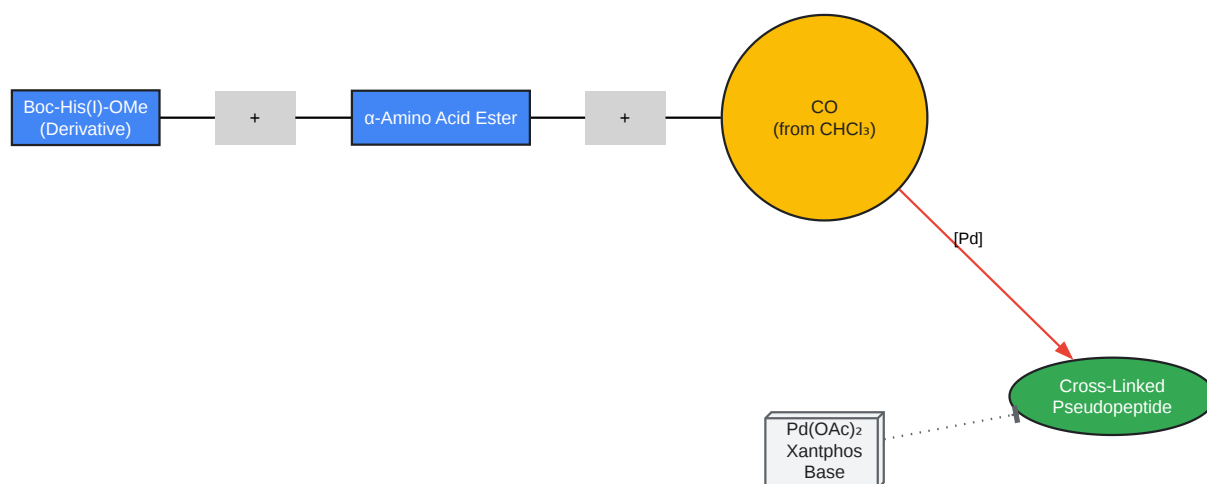 Boc-His(I)-OMe
(Derivative)
+
α-Amino Acid Ester
+
CO
(from CHCl₃)
[Pd]
Cross-Linked
Pseudopeptide
Pd(OAc)₂
Xantphos
Base